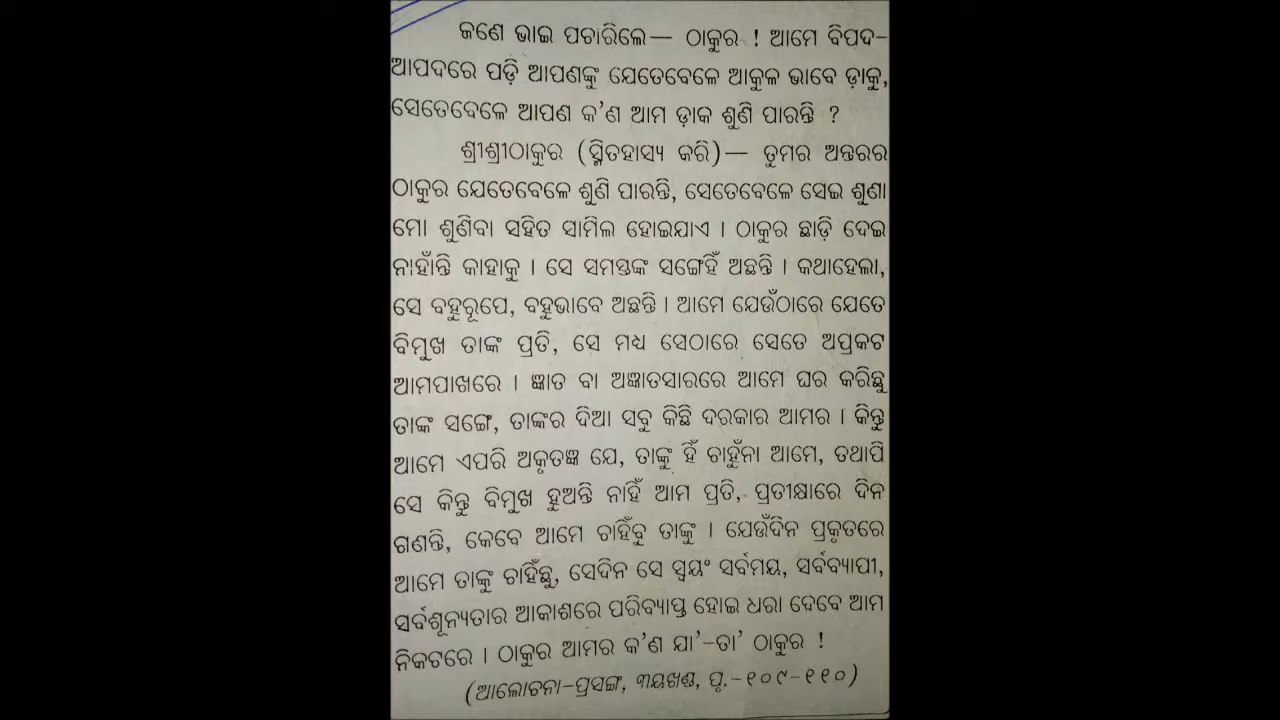 ଜଣେ ଭାଇ ପଚାରିଲେ— ଠାକୁର ! ଆମେ ବିପଦ-
ଆପଦରେ ପଡ଼ି ଆପଣଙ୍କୁ ଯେତେବେଳେ ଆକୁଳ ଭାବେ ଡ଼ାକୁ,
ସେତେବେଳେ ଆପଣ କ'ଣ ଆମ ଡ଼ାକ ଶୁଣି ପାରନ୍ତି ?
ଶ୍ରୀଶ୍ରୀଠାକୁର (ସ୍ମିତହାସ୍ୟ କରି)— ତୁମର ଅନ୍ତରର
ଠାକୁର ଯେତେବେଳେ ଶୁଣି ପାରନ୍ତି, ସେତେବେଳେ ସେଇ ଶୁଣା
ମୋ ଶୁଣିବା ସହିତ ସାମିଲ ହୋଇଯାଏ । ଠାକୁର ଛାଡ଼ି ଦେଇ
ନାହାଁନ୍ତି କାହାକୁ । ସେ ସମସ୍ତଙ୍କ ସଙ୍ଗେହିଁ ଅଛନ୍ତି । କଥାହେଲା,
ସେ ବହୁରୂପେ, ବହୁଭାବେ ଅଛନ୍ତି । ଆମେ ଯେଉଁଠାରେ ଯେତେ
ବିମୁଖ ତାଙ୍କ ପ୍ରତି, ସେ ମଧ୍ୟ ସେଠାରେ ସେତେ ଅପ୍ରକଟ
ଆମପାଖରେ । ଜ୍ଞାତ ବା ଅଜ୍ଞାତସାରରେ ଆମେ ଘର କରିଛୁ
ତାଙ୍କ ସଙ୍ଗେ, ତାଙ୍କର ଦିଆ ସବୁ କିଛି ଦରକାର ଆମର । କିନ୍ତୁ
ଆମେ ଏପରି ଅକୃତଜ୍ଞ ଯେ, ତାଙ୍କୁ ହିଁ ଚାହୁଁନା ଆମେ, ତଥାପି
ସେ କିନ୍ତୁ ବିମୁଖ ହୁଅନ୍ତି ନାହିଁ ଆମ ପ୍ରତି, ପ୍ରତୀକ୍ଷାରେ ଦିନ
ଗଣନ୍ତି, କେବେ ଆମେ ଚାହିଁବୁ ତାଙ୍କୁ । ଯେଉଁଦିନ ପ୍ରକୃତରେ
ଆମେ ତାଙ୍କୁ ଚାହିଁଛୁ, ସେଦିନ ସେ ସ୍ୱୟଂ ସର୍ବମୟ, ସର୍ବବ୍ୟାପୀ,
ସର୍ବଶୂନ୍ୟତାର ଆକାଶରେ ପରିବ୍ୟାପ୍ତ ହୋଇ ଧରା ଦେବେ ଆମ
ନିକଟରେ । ଠାକୁର ଆମର କ'ଣ ଯା'-ତା' ଠାକୁର !
(ଆଲୋଚନା-ପ୍ରସଙ୍ଗ, ୩ୟଖଣ୍ଡ, ପୃ.-୧୦୯-୧୧୦)